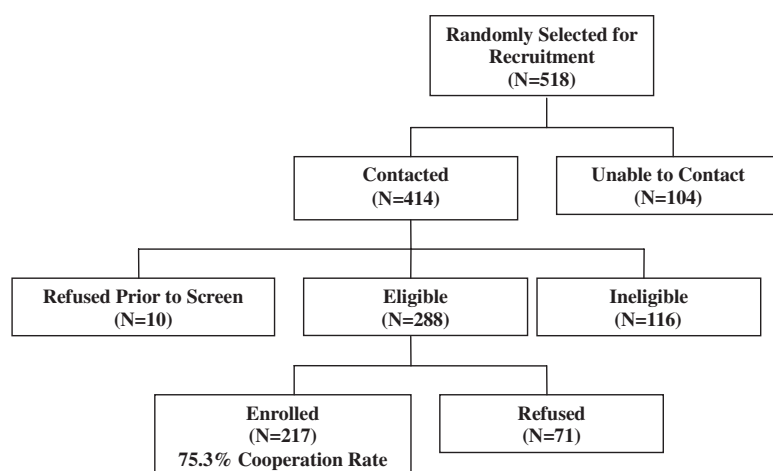 Randomly Selected for
Recruitment
(N=518)
Contacted
(N=414)
Unable to Contact
(N=104)
Refused Prior to Screen
(N=10)
Eligible
(N=288)
Ineligible
(N=116)
Enrolled
(N=217)
75.3% Cooperation Rate
Refused
(N=71)